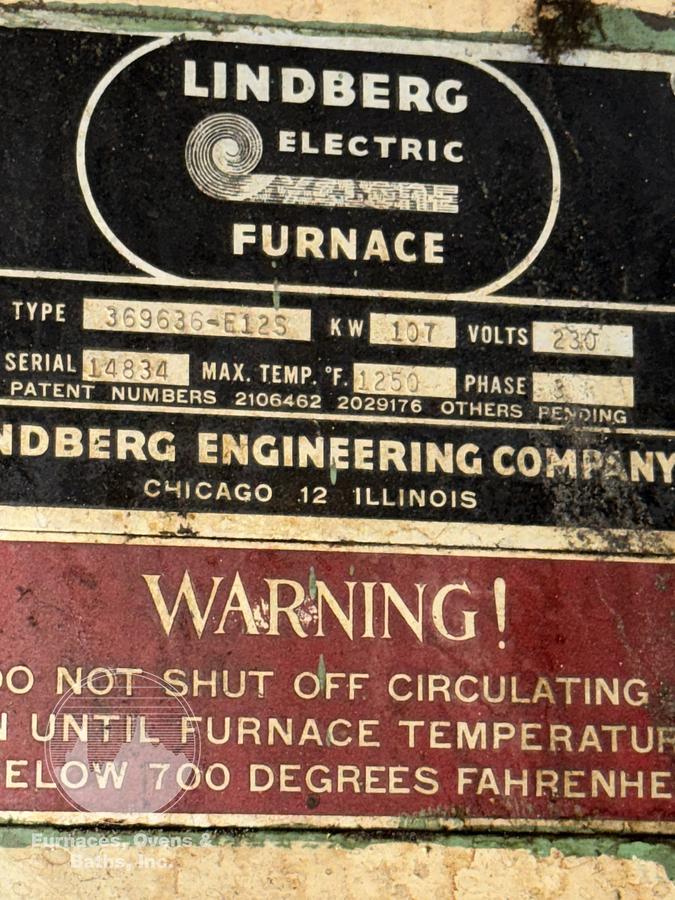 LINDBERG
ELECTRIC
CYCLONE
FURNACE
TYPE 369636-E12S KW 107 VOLTS 230
SERIAL 14834 MAX. TEMP. °F. 1250 PHASE
PATENT NUMBERS 2106462 2029176 OTHERS PENDING
NDBERG ENGINEERING COMPANY
CHICAGO 12 ILLINOIS
WARNING!
DO NOT SHUT OFF CIRCULATING
N UNTIL FURNACE TEMPERATUR
ELOW 700 DEGREES FAHRENHE
Furnaces, Ovens &
Baths, Inc.